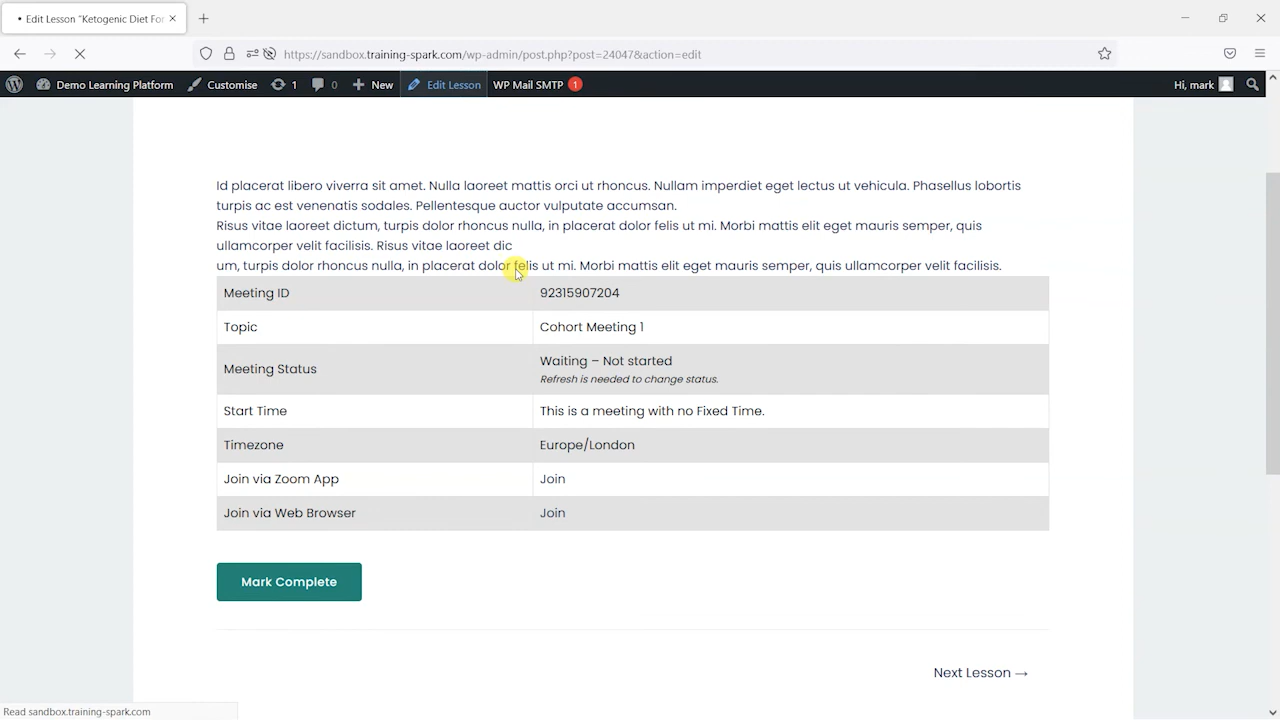 Edit Lesson "Ketogenic Diet For
https://sandbox.training-spark.com/wp-admin/post.php?post=24047&action=edit
Demo Learning Platform Customise 1 0 New Edit Lesson WP Mail SMTP 1 Hi, mark
Id placerat libero viverra sit amet. Nulla laoreet mattis orci ut rhoncus. Nullam imperdiet eget lectus ut vehicula. Phasellus lobortis
turpis ac est venenatis sodales. Pellentesque auctor vulputate accumsan.
Risus vitae laoreet dictum, turpis dolor rhoncus nulla, in placerat dolor felis ut mi. Morbi mattis elit eget mauris semper, quis
ullamcorper velit facilisis. Risus vitae laoreet dic
um, turpis dolor rhoncus nulla, in placerat dolor felis ut mi. Morbi mattis elit eget mauris semper, quis ullamcorper velit facilisis.
Meeting ID 92315907204
Topic Cohort Meeting 1
Meeting Status Waiting – Not started
Refresh is needed to change status.
Start Time This is a meeting with no Fixed Time.
Timezone Europe/London
Join via Zoom App Join
Join via Web Browser Join
Mark Complete
Next Lesson →
Read sandbox.training-spark.com